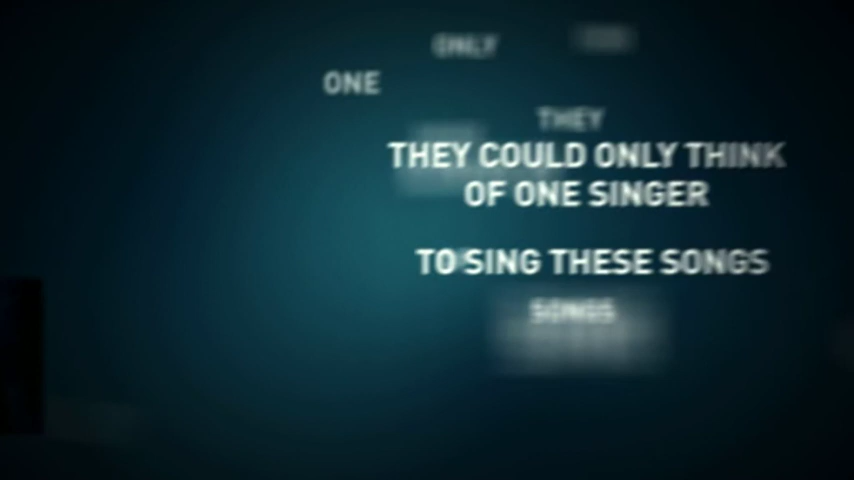 ONLY
ONE
THEY
THEY COULD ONLY THINK
OF ONE SINGER
TO SING THESE SONGS
SONGS